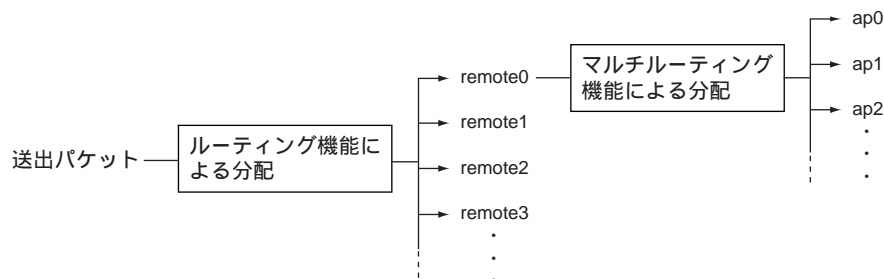 送出パケット
ルーティング機能に
よる分配
remote0
remote1
remote2
remote3
マルチルーティング
機能による分配
ap0
ap1
ap2